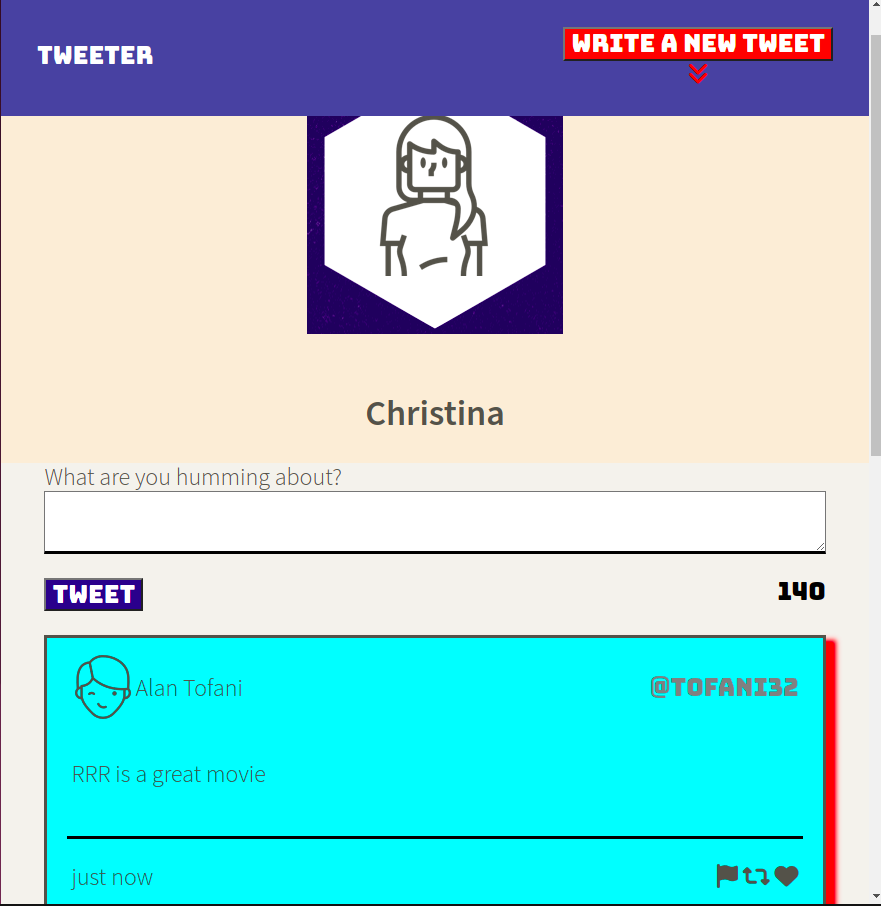 TWEETER
WRITE A NEW TWEET
Christina
What are you humming about?
TWEET
140
Alan Tofani
@TOFANI32
RRR is a great movie
just now